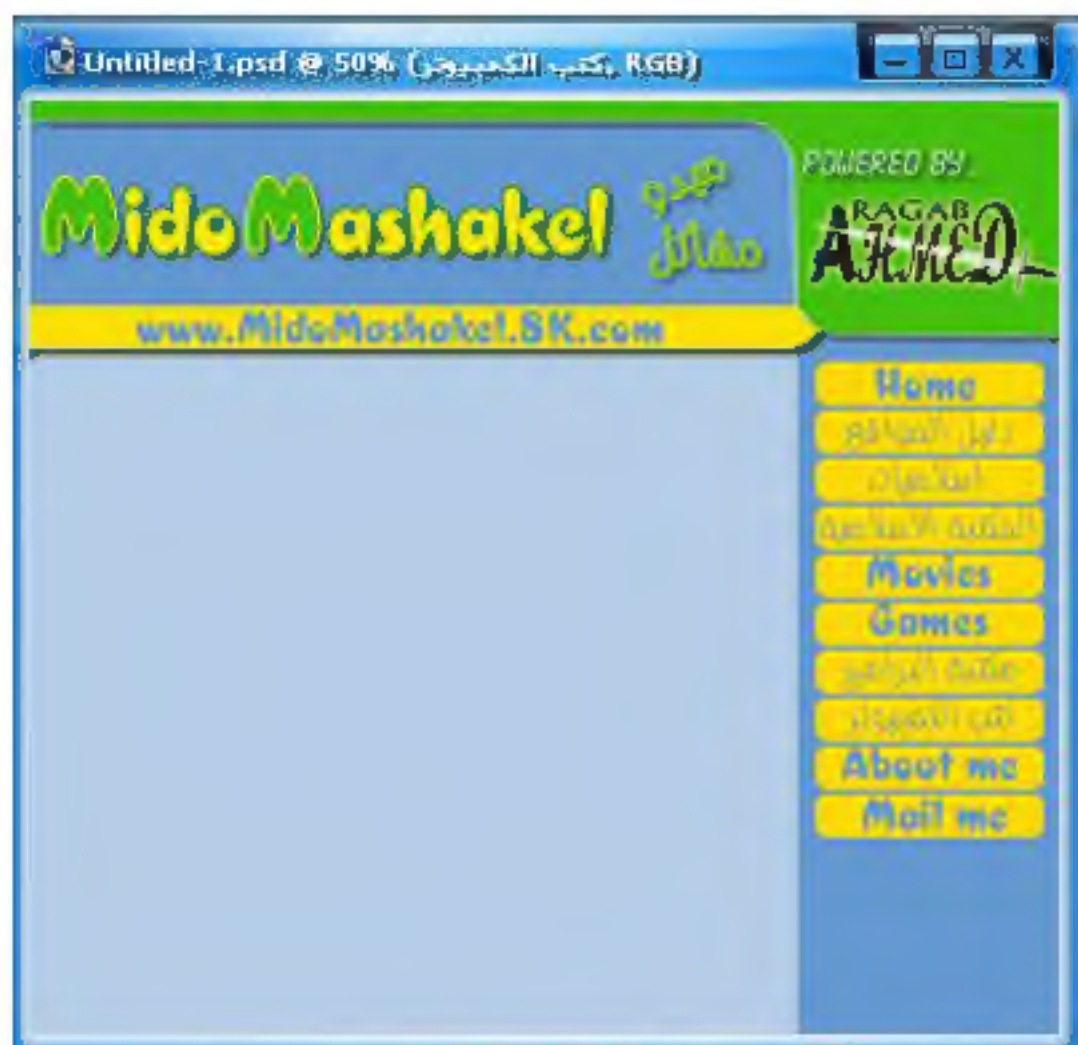 Untitled-1.psd @ 50% (كتب الكمبيوتر, RGB)
MidoMashakel
ميدو
مشاكل
POWERED BY
RAGAB
AHMED
www.MidoMashakel.8K.com
Home
دليل المواقع
اسلاميات
المكتبة الاسلامية
Movies
Games
مكتبة البرامج
كتب الكمبيوتر
About me
Mail me